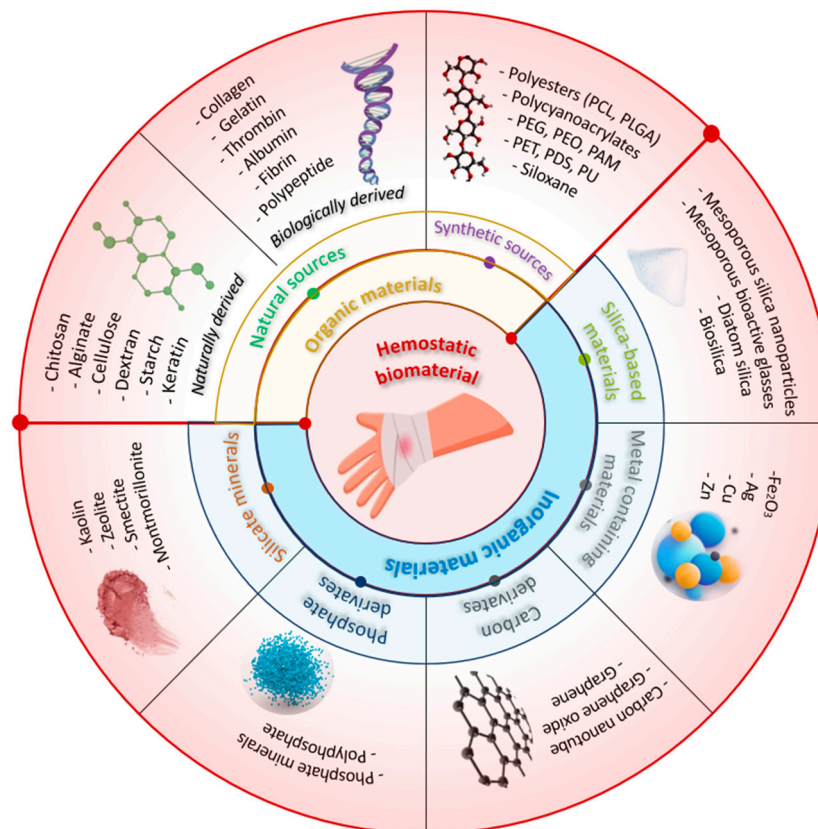 Hemostatic
biomaterial
Organic materials
Natural sources
Synthetic sources
Naturally derived
- Chitosan
- Alginate
- Cellulose
- Dextran
- Starch
- Keratin
Biologically derived
- Collagen
- Gelatin
- Thrombin
- Albumin
- Fibrin
- Polypeptide
- Polyesters (PCL, PLGA)
- Polycyanoacrylates
- PEG, PEO, PAM
- PET, PDS, PU
- Siloxane
Inorganic materials
Silica-based
materials
- Mesoporous silica nanoparticles
- Mesoporous bioactive glasses
- Diatom silica
- Biosilica
Metal containing
materials
-Fe₂O₃
- Ag
- Cu
- Zn
Carbon
derivates
- Carbon nanotube
- Graphene oxide
- Graphene
Phosphate
derivates
- Phosphate minerals
- Polyphosphate
Silicate minerals
- Kaolin
- Zeolite
- Smectite
- Montmorillonite